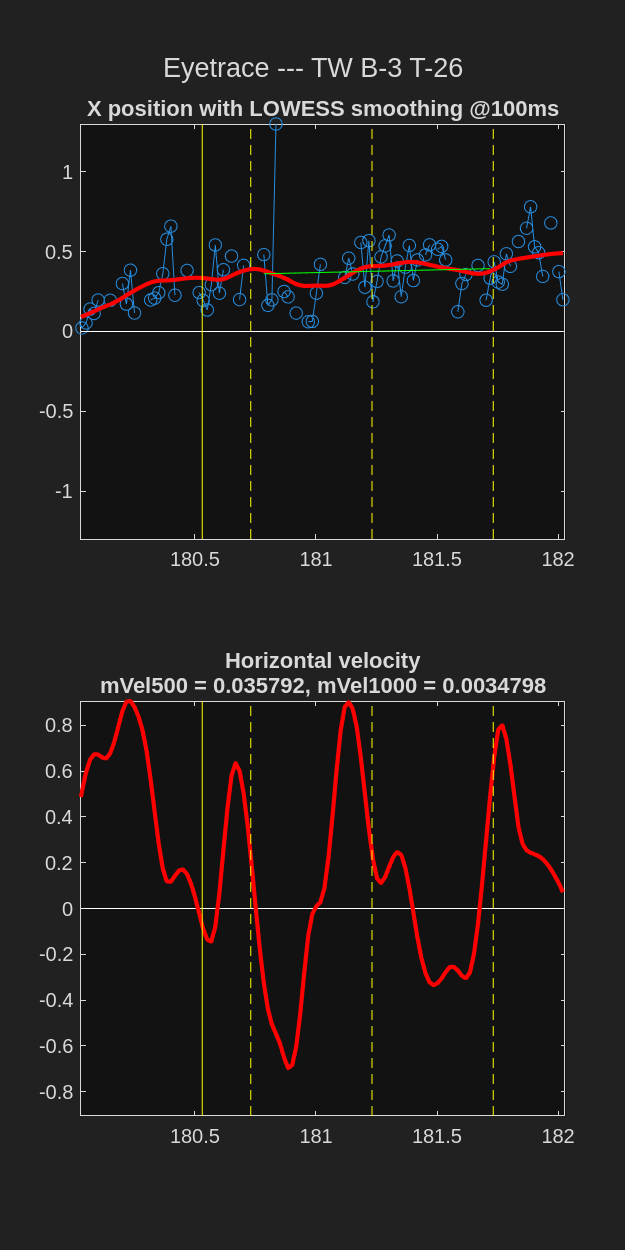 Eyetrace --- TW B-3 T-26
X position with LOWESS smoothing @100ms
1
0.5
0
-0.5
-1
180.5 181 181.5 182
Horizontal velocity
mVel500 = 0.035792, mVel1000 = 0.0034798
0.8
0.6
0.4
0.2
0
-0.2
-0.4
-0.6
-0.8
180.5 181 181.5 182